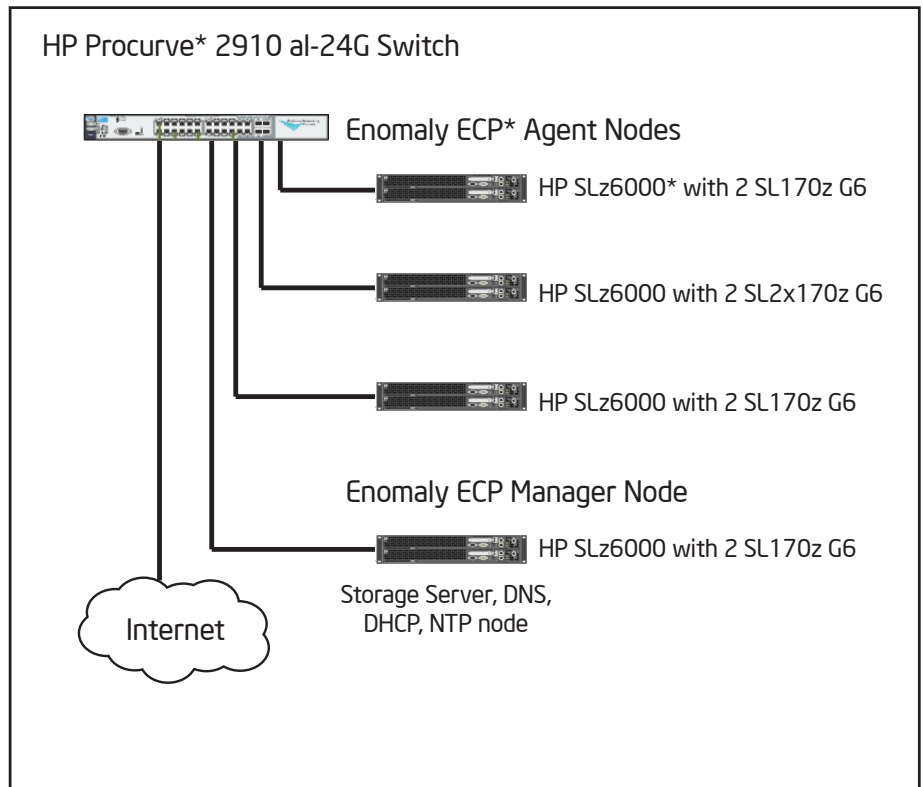 HP Procurve* 2910 al-24G Switch
Enomaly ECP* Agent Nodes
HP SLz6000* with 2 SL170z G6
HP SLz6000 with 2 SL2x170z G6
HP SLz6000 with 2 SL170z G6
Enomaly ECP Manager Node
HP SLz6000 with 2 SL170z G6
Storage Server, DNS,
DHCP, NTP node
Internet